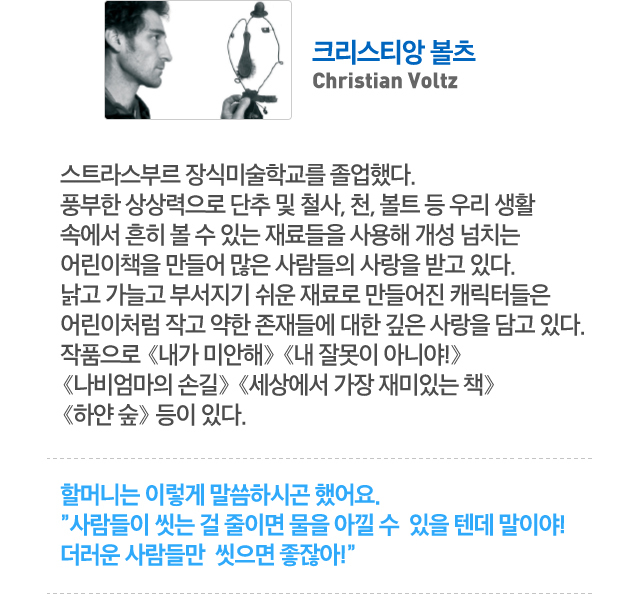 크리스티앙 볼츠
Christian Voltz
스트라스부르 장식미술학교를 졸업했다.
풍부한 상상력으로 단추 및 철사, 천, 볼트 등 우리 생활
속에서 흔히 볼 수 있는 재료들을 사용해 개성 넘치는
어린이책을 만들어 많은 사람들의 사랑을 받고 있다.
낡고 가늘고 부서지기 쉬운 재료로 만들어진 캐릭터들은
어린이처럼 작고 약한 존재들에 대한 깊은 사랑을 담고 있다.
작품으로 《내가 미안해》 《내 잘못이 아니야!》
《나비엄마의 손길》 《세상에서 가장 재미있는 책》
《하얀 숲》 등이 있다.
할머니는 이렇게 말씀하시곤 했어요.
"사람들이 씻는 걸 줄이면 물을 아낄 수 있을 텐데 말이야!
더러운 사람들만 씻으면 좋잖아!"